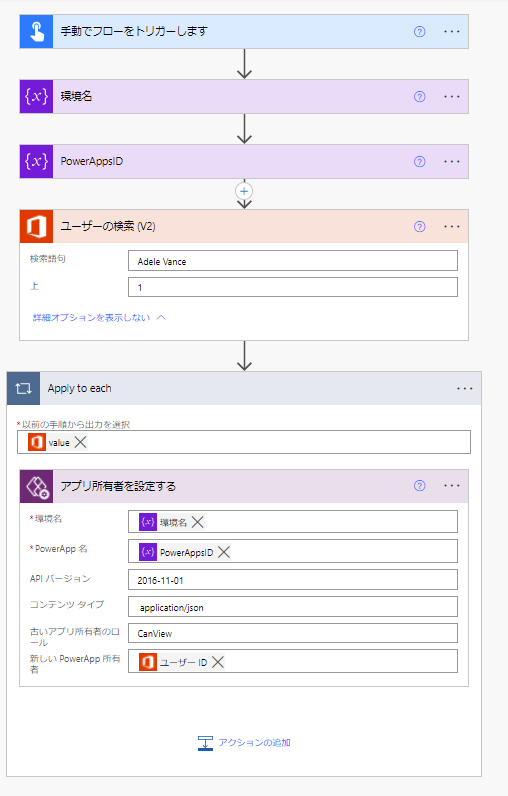 手動でフローをトリガーします
{x} 環境名
{x} PowerAppsID
ユーザーの検索 (V2)
検索語句 Adele Vance
上 1
詳細オプションを表示しない
Apply to each
*以前の手順から出力を選択
value
アプリ所有者を設定する
*環境名 {x} 環境名
*PowerApp 名 {x} PowerAppsID
API バージョン 2016-11-01
コンテンツ タイプ application/json
古いアプリ所有者のロ
ール CanView
新しい PowerApp 所有
者 ユーザー ID
アクションの追加